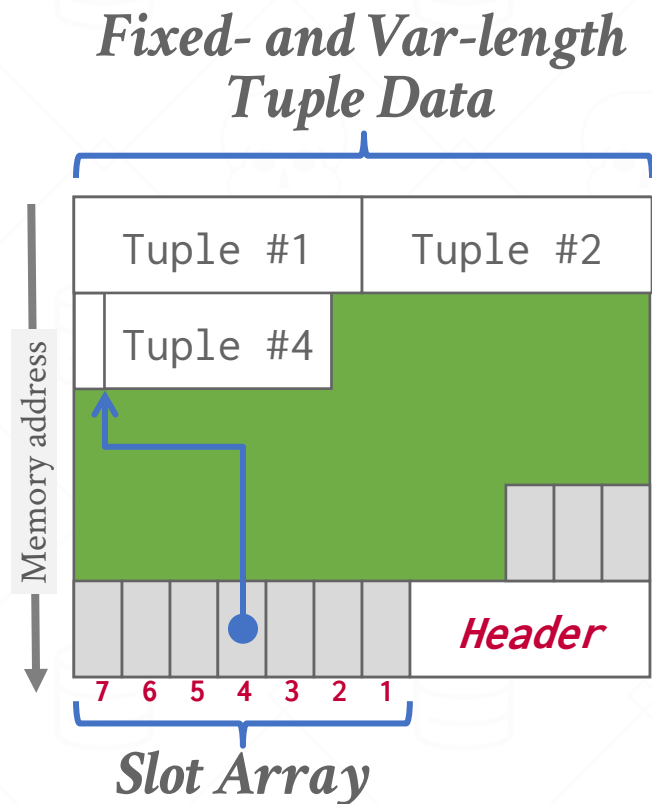 Fixed- and Var-length
Tuple Data
Tuple #1
Tuple #2
Tuple #4
Memory address
Header
7 6 5 4 3 2 1
Slot Array